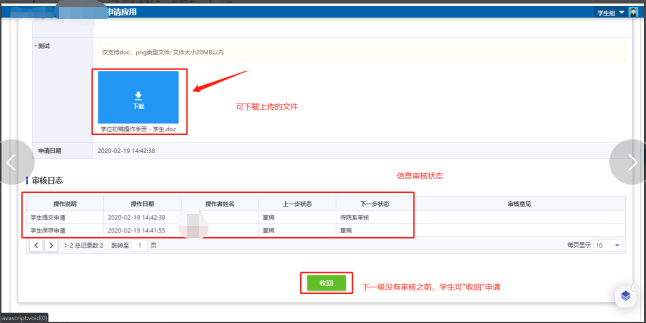 申请应用
学生组
*测试
仅支持doc、png类型文件; 文件大小20MB以内
下载
学位初稿操作手册 - 学生.doc
可下载上传的文件
申请日期
2020-02-19 14:42:38
信息审核状态
审核日志
操作说明 操作日期 操作者姓名 上一步状态 下一步状态 审核意见
学生提交申请 2020-02-19 14:42:38 草稿 待院系审核
学生保存申请 2020-02-19 14:41:55 草稿 草稿
1-2 总记录数 2 跳转至 1 页 每页显示 10
收回
下一级没有审核之前，学生可"收回"申请
javascript:void(0)